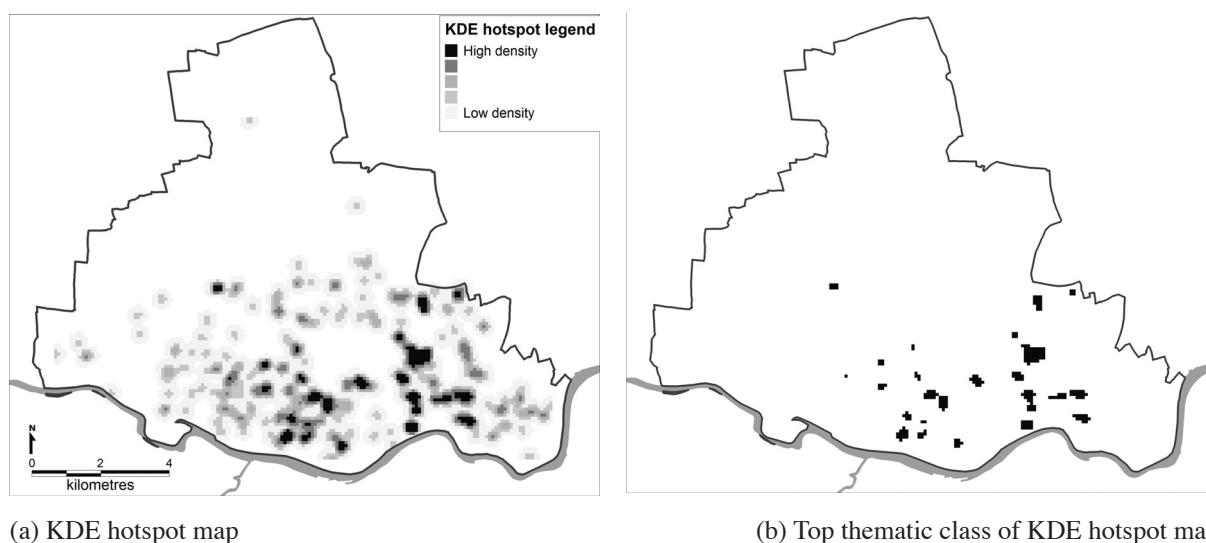 KDE hotspot legend
High density
Low density
N
0 2 4
kilometres
(a) KDE hotspot map
(b) Top thematic class of KDE hotspot ma